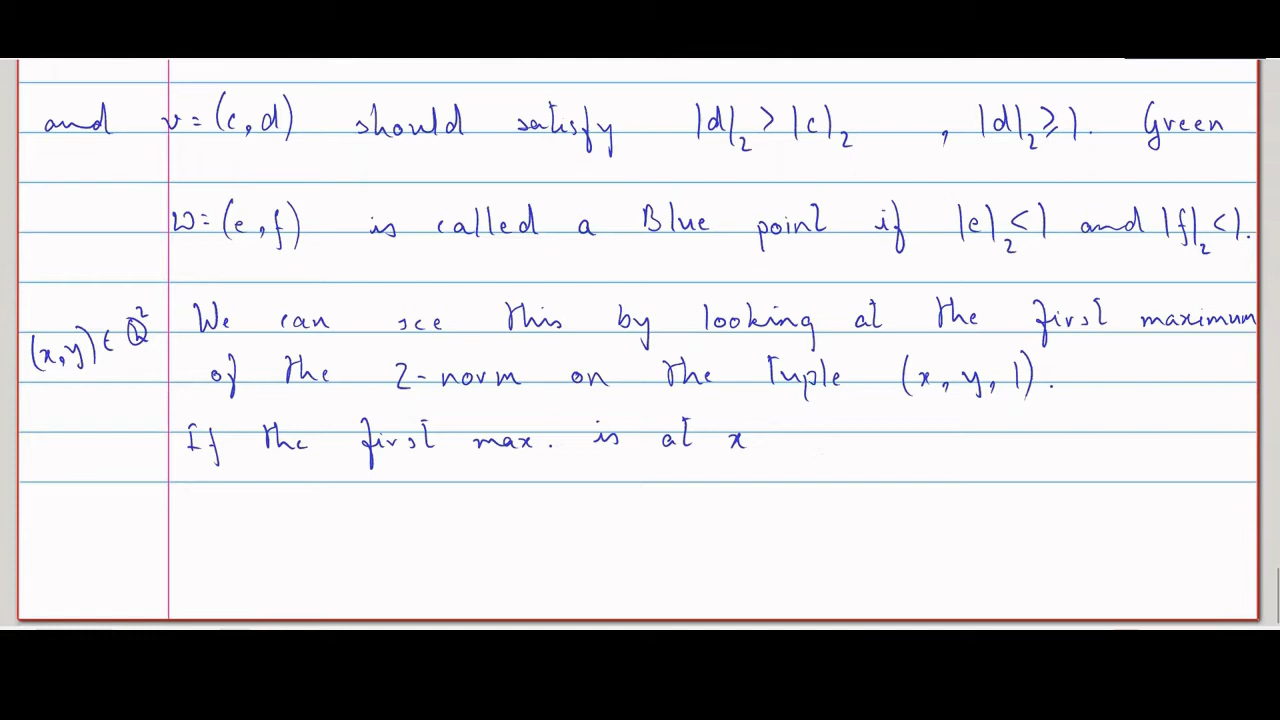 and v = (c, d) should satisfy |d|₂ > |c|₂ , |d|₂ ⩾ 1. Green
w = (e, f) is called a Blue point if |e|₂ < 1 and |f|₂ < 1.
(x, y) ∈ ℚ² We can see this by looking at the first maximum
of the 2-norm on the tuple (x, y, 1).
If the first max. is at x